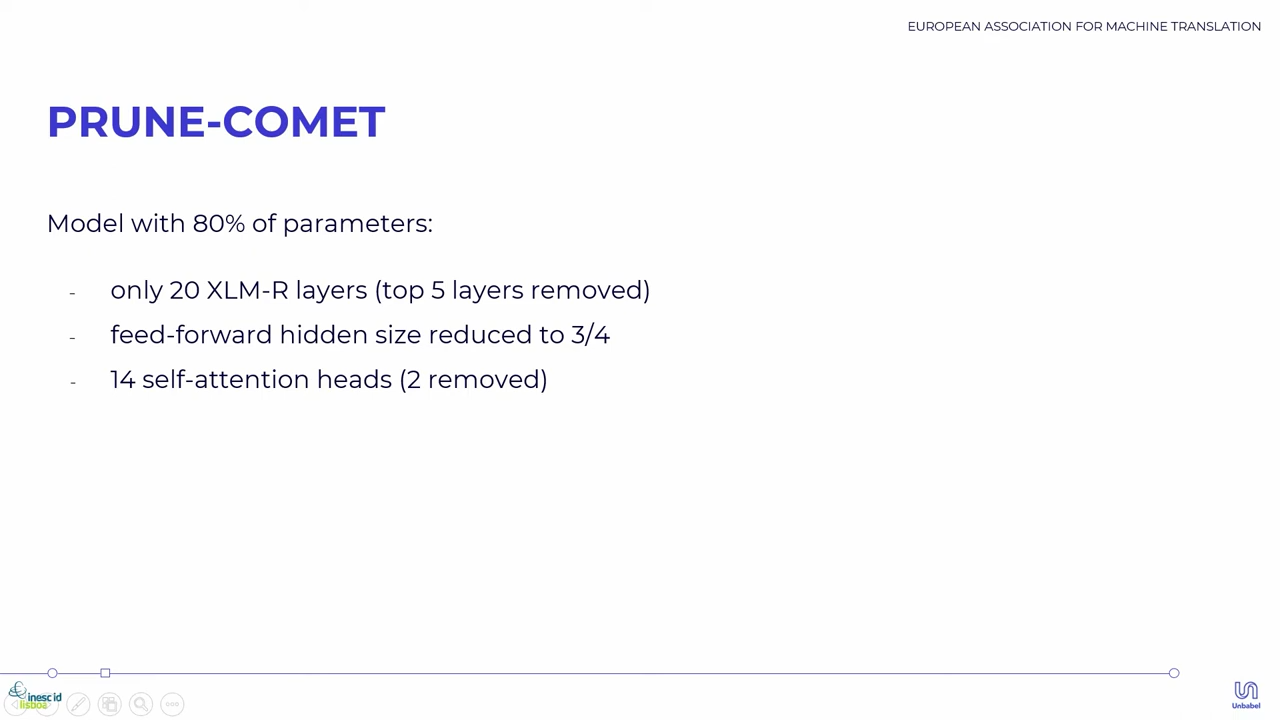 EUROPEAN ASSOCIATION FOR MACHINE TRANSLATION
PRUNE-COMET
Model with 80% of parameters:
- only 20 XLM-R layers (top 5 layers removed)
- feed-forward hidden size reduced to 3/4
- 14 self-attention heads (2 removed)
inesc id
lisboa
Unbabel